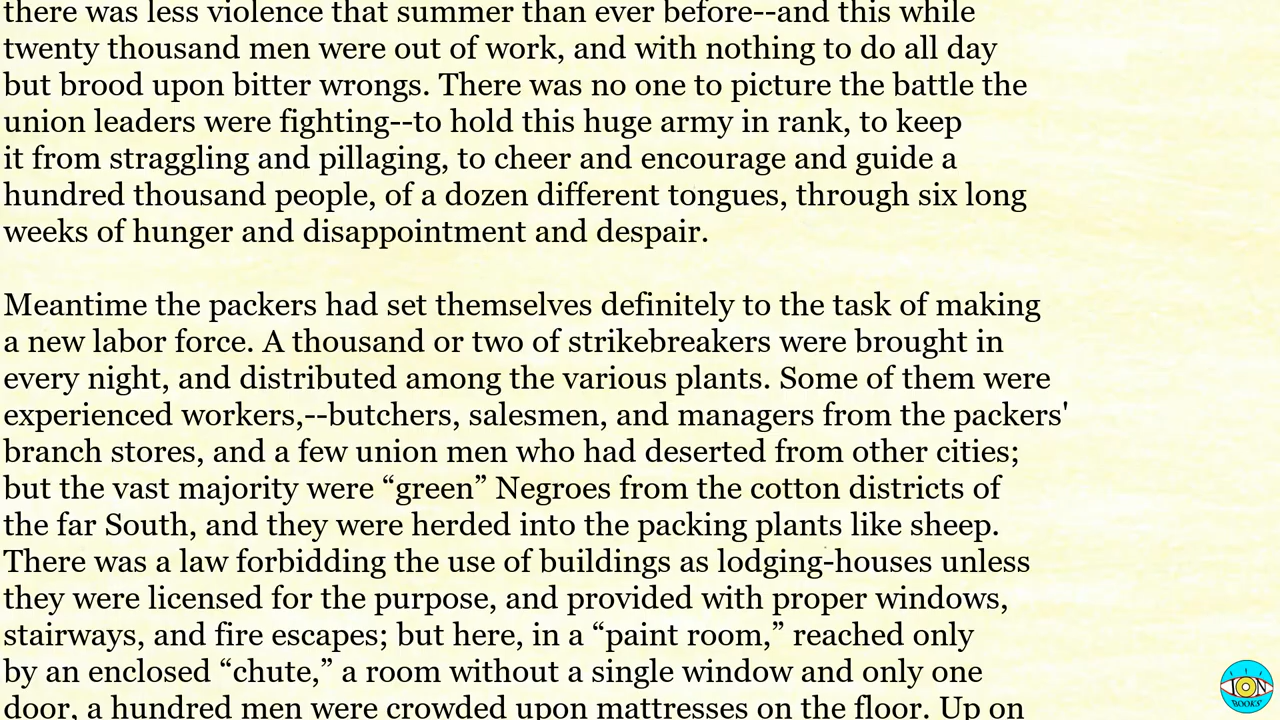 there was less violence that summer than ever before--and this while
twenty thousand men were out of work, and with nothing to do all day
but brood upon bitter wrongs. There was no one to picture the battle the
union leaders were fighting--to hold this huge army in rank, to keep
it from straggling and pillaging, to cheer and encourage and guide a
hundred thousand people, of a dozen different tongues, through six long
weeks of hunger and disappointment and despair.
Meantime the packers had set themselves definitely to the task of making
a new labor force. A thousand or two of strikebreakers were brought in
every night, and distributed among the various plants. Some of them were
experienced workers,--butchers, salesmen, and managers from the packers'
branch stores, and a few union men who had deserted from other cities;
but the vast majority were “green” Negroes from the cotton districts of
the far South, and they were herded into the packing plants like sheep.
There was a law forbidding the use of buildings as lodging-houses unless
they were licensed for the purpose, and provided with proper windows,
stairways, and fire escapes; but here, in a “paint room,” reached only
by an enclosed “chute,” a room without a single window and only one
door, a hundred men were crowded upon mattresses on the floor. Up on
ION
BOOKS